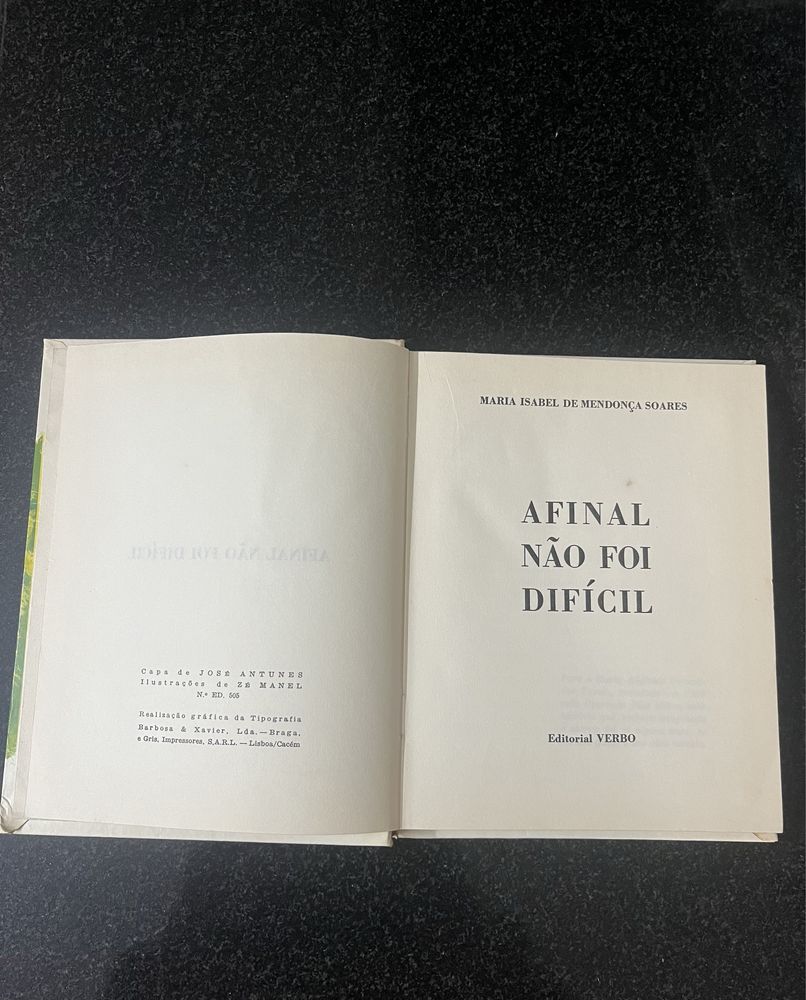 Capa de JOSÉ ANTUNES
Ilustrações de ZÉ MANEL
N.º ED. 505
Realização gráfica da Tipografia
Barbosa & Xavier, Lda. — Braga,
e Gris, Impressores, S.A.R.L. — Lisboa/Cacém
MARIA ISABEL DE MENDONÇA SOARES
AFINAL
NÃO FOI
DIFÍCIL
Editorial VERBO